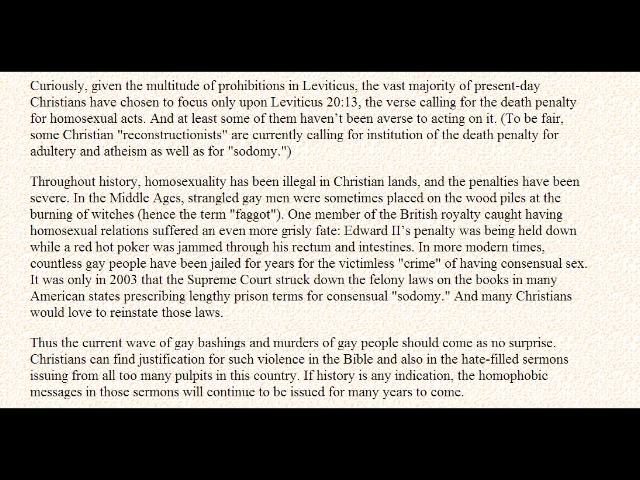 Curiously, given the multitude of prohibitions in Leviticus, the vast majority of present-day
Christians have chosen to focus only upon Leviticus 20:13, the verse calling for the death penalty
for homosexual acts. And at least some of them haven't been averse to acting on it. (To be fair,
some Christian "reconstructionists" are currently calling for institution of the death penalty for
adultery and atheism as well as for "sodomy.")
Throughout history, homosexuality has been illegal in Christian lands, and the penalties have been
severe. In the Middle Ages, strangled gay men were sometimes placed on the wood piles at the
burning of witches (hence the term "faggot"). One member of the British royalty caught having
homosexual relations suffered an even more grisly fate: Edward II's penalty was being held down
while a red hot poker was jammed through his rectum and intestines. In more modern times,
countless gay people have been jailed for years for the victimless "crime" of having consensual sex.
It was only in 2003 that the Supreme Court struck down the felony laws on the books in many
American states prescribing lengthy prison terms for consensual "sodomy." And many Christians
would love to reinstate those laws.
Thus the current wave of gay bashings and murders of gay people should come as no surprise.
Christians can find justification for such violence in the Bible and also in the hate-filled sermons
issuing from all too many pulpits in this country. If history is any indication, the homophobic
messages in those sermons will continue to be issued for many years to come.